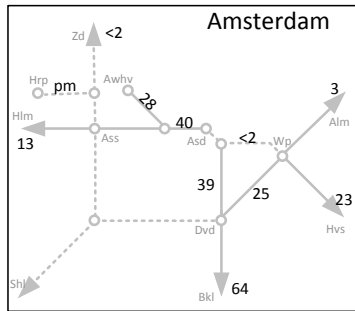 Amsterdam
Zd
<2
Hrp
pm
Awhv
28
3
Hlm
13
Ass
40
Asd
<2
Wp
Alm
39
25
23
Hvs
Dvd
Shl
Bkl
64